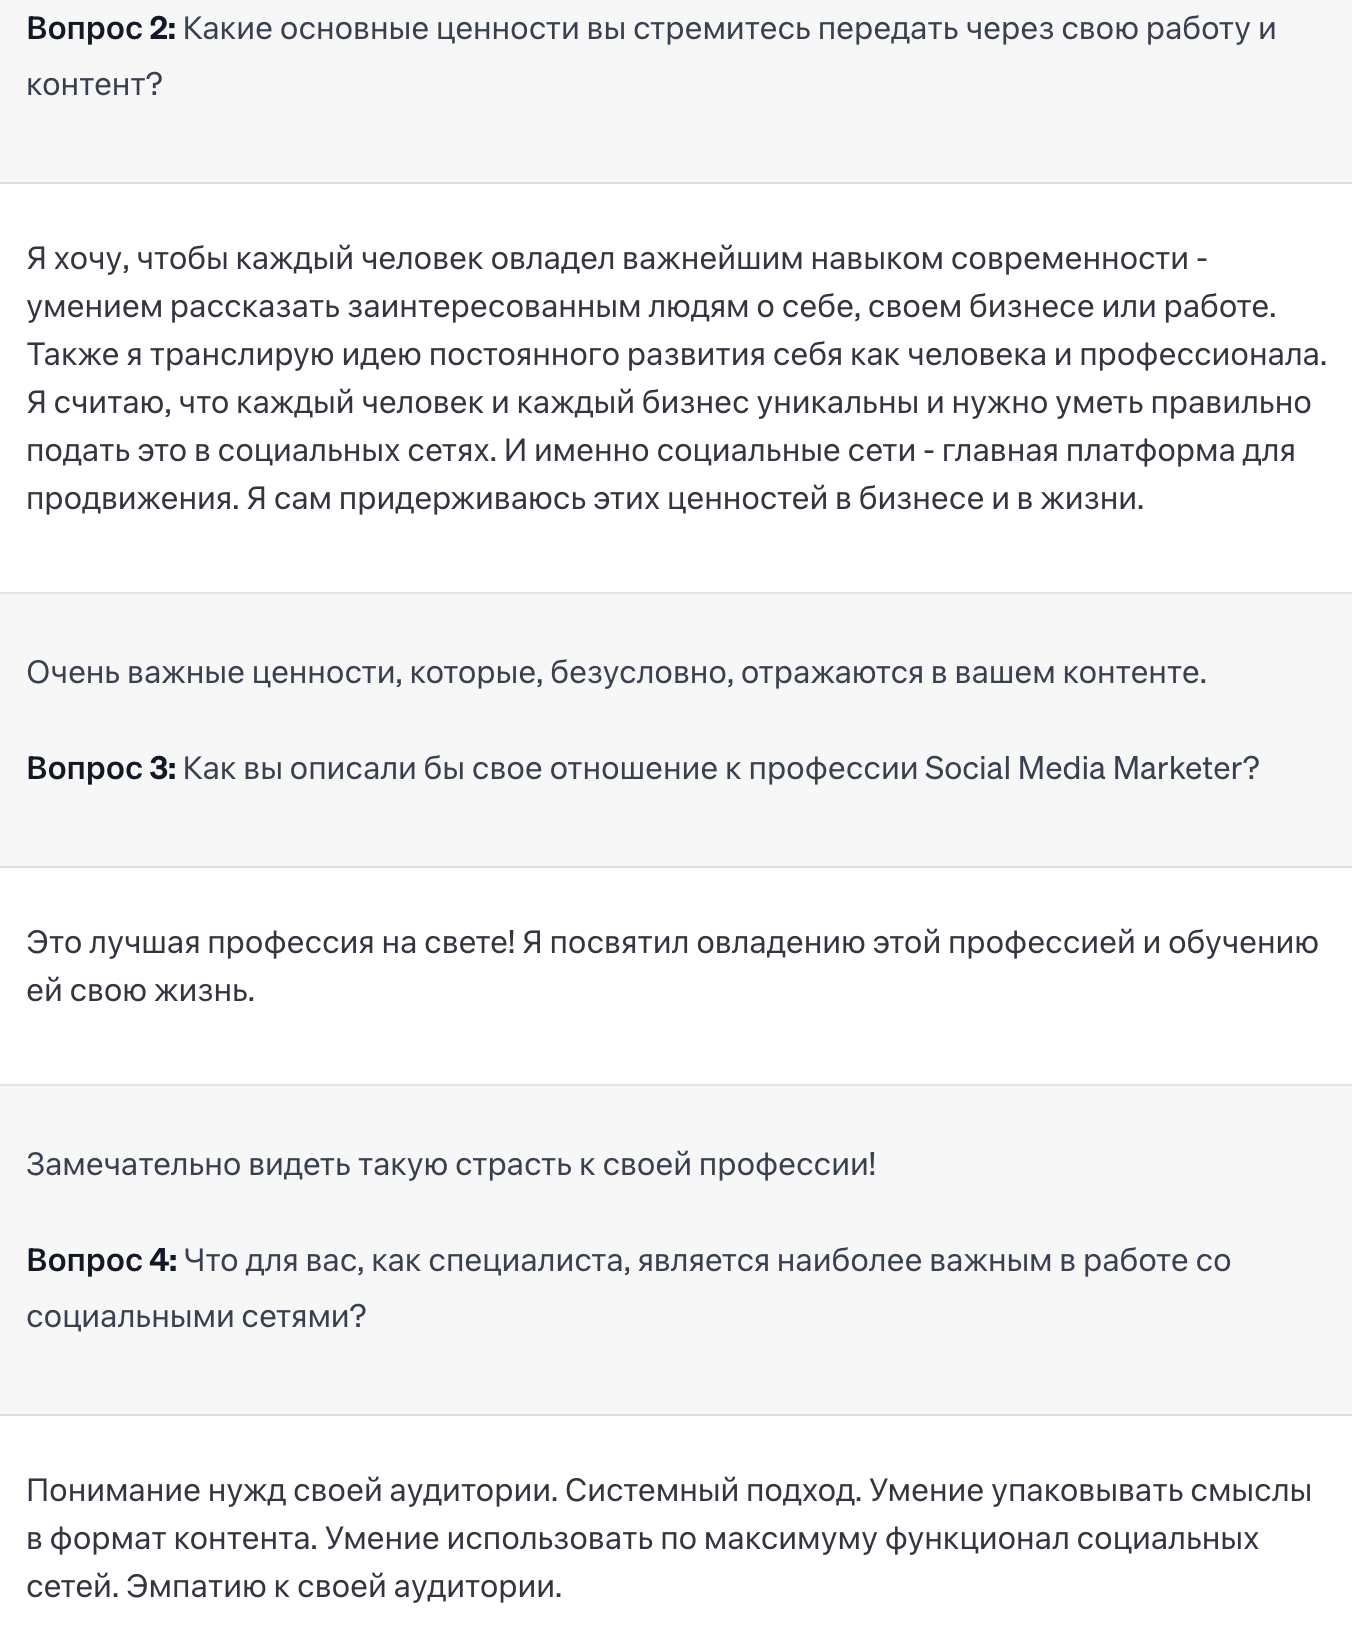 Вопрос 2: Какие основные ценности вы стремитесь передать через свою работу и
контент?
Я хочу, чтобы каждый человек овладел важнейшим навыком современности -
умением рассказать заинтересованным людям о себе, своем бизнесе или работе.
Также я транслирую идею постоянного развития себя как человека и профессионала.
Я считаю, что каждый человек и каждый бизнес уникальны и нужно уметь правильно
подать это в социальных сетях. И именно социальные сети - главная платформа для
продвижения. Я сам придерживаюсь этих ценностей в бизнесе и в жизни.
Очень важные ценности, которые, безусловно, отражаются в вашем контенте.
Вопрос 3: Как вы описали бы свое отношение к профессии Social Media Marketer?
Это лучшая профессия на свете! Я посвятил овладению этой профессией и обучению
ей свою жизнь.
Замечательно видеть такую страсть к своей профессии!
Вопрос 4: Что для вас, как специалиста, является наиболее важным в работе со
социальными сетями?
Понимание нужд своей аудитории. Системный подход. Умение упаковывать смыслы
в формат контента. Умение использовать по максимуму функционал социальных
сетей. Эмпатию к своей аудитории.